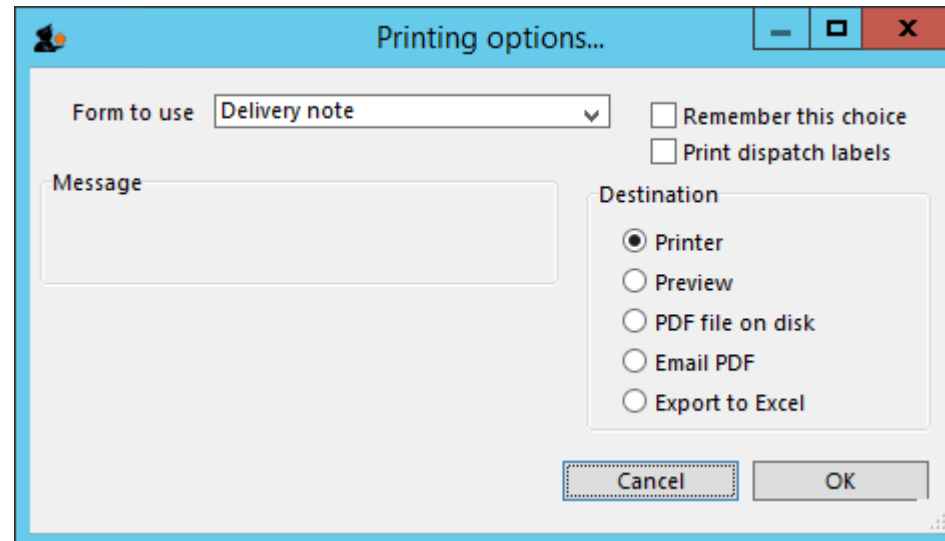 Printing options...
Form to use Delivery note
Remember this choice
Print dispatch labels
Message
Destination
Printer
Preview
PDF file on disk
Email PDF
Export to Excel
Cancel OK